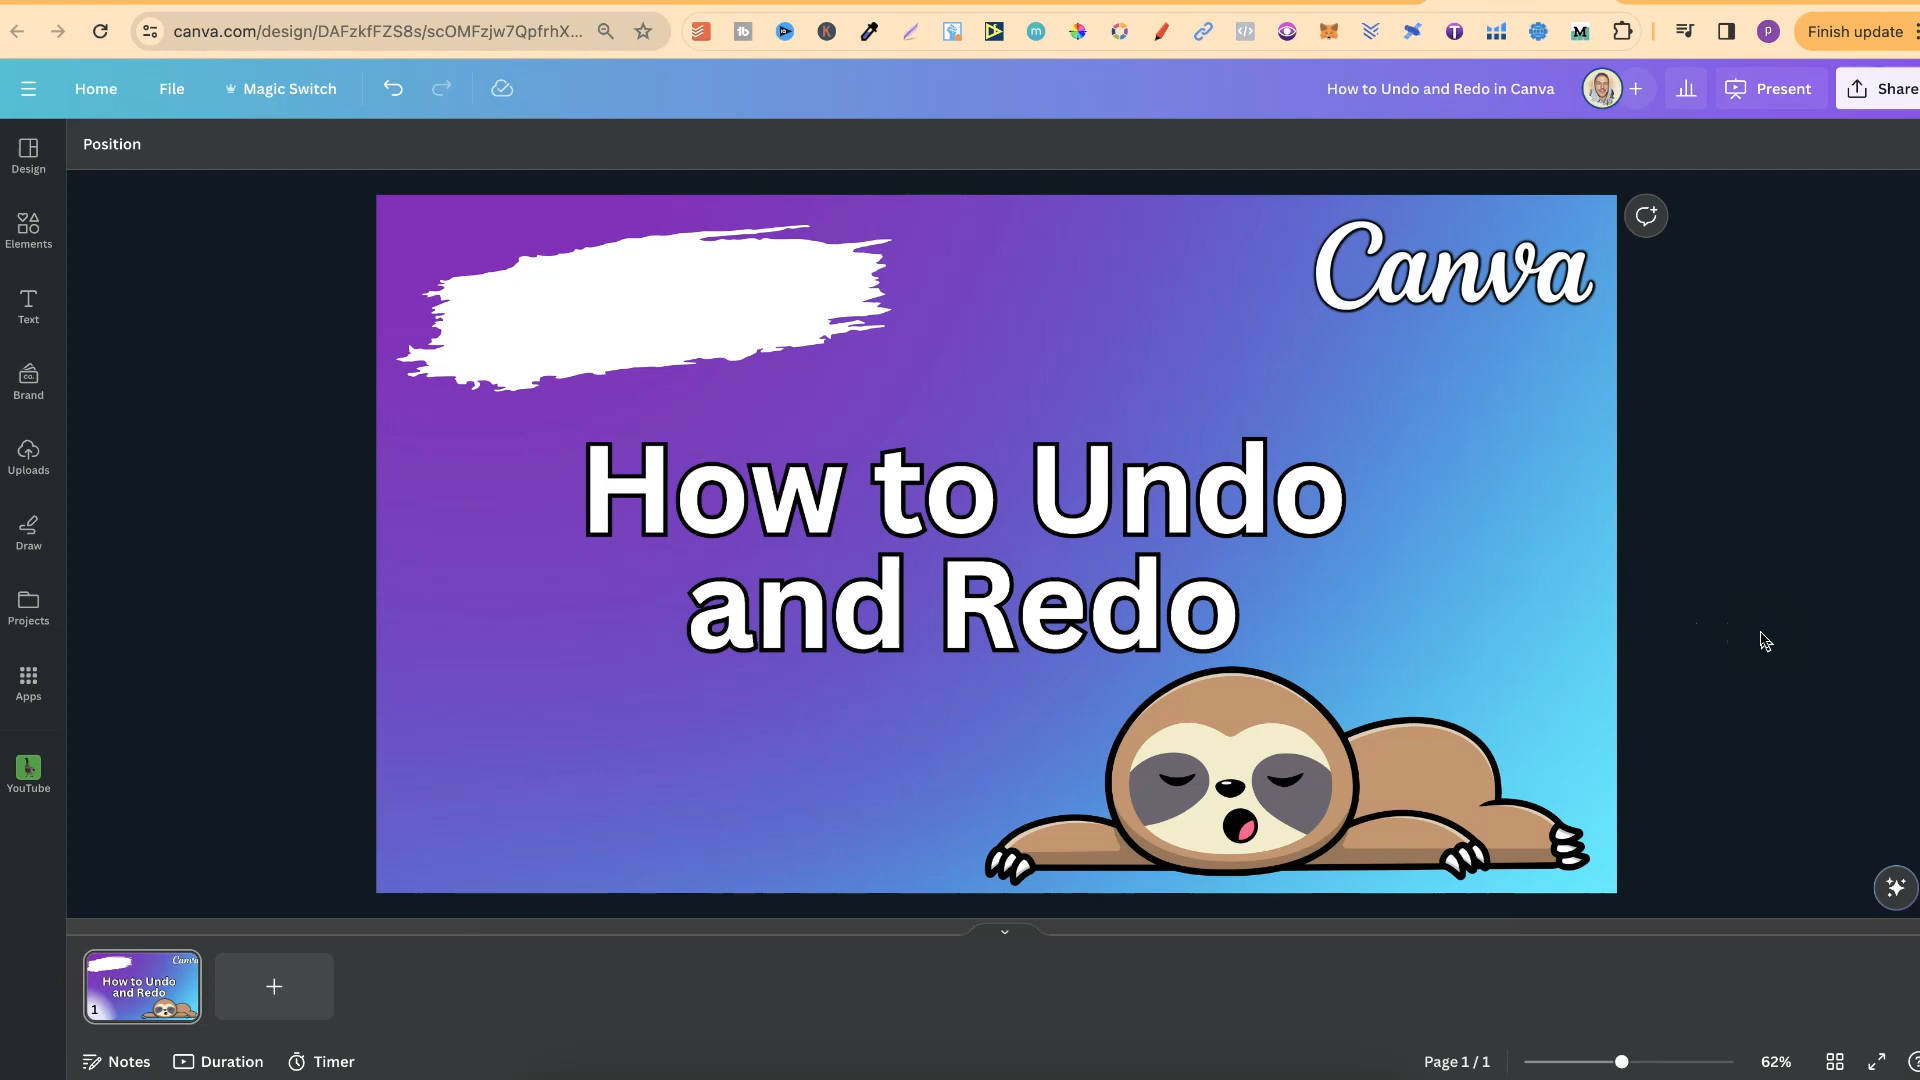 canva.com/design/DAFzkfFZS8s/scOMFzjw7QpfrhX...
Finish update
Home
File
Magic Switch
How to Undo and Redo in Canva
Present
Share
Position
Design
Elements
Text
Brand
Uploads
Draw
Projects
Apps
YouTube
Canva
How to Undo
and Redo
Canva
How to Undo
and Redo
1
Notes
Duration
Timer
Page 1 / 1
62%